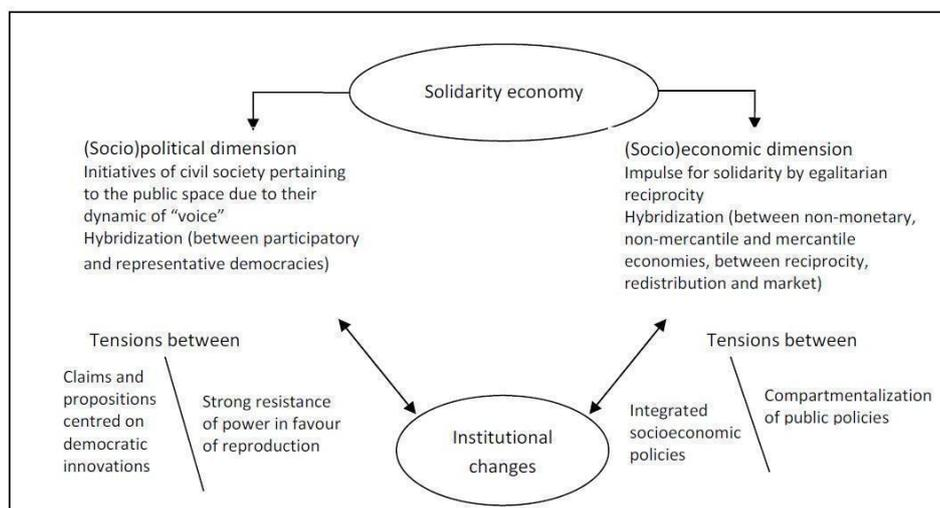 Solidarity economy
(Socio)political dimension
Initiatives of civil society pertaining
to the public space due to their
dynamic of “voice”
Hybridization (between participatory
and representative democracies)
(Socio)economic dimension
Impulse for solidarity by egalitarian
reciprocity
Hybridization (between non-monetary,
non-mercantile and mercantile
economies, between reciprocity,
redistribution and market)
Tensions between
Claims and
propositions
centred on
democratic
innovations
Strong resistance
of power in favour
of reproduction
Institutional
changes
Tensions between
Integrated
socioeconomic
policies
Compartmentalization
of public policies